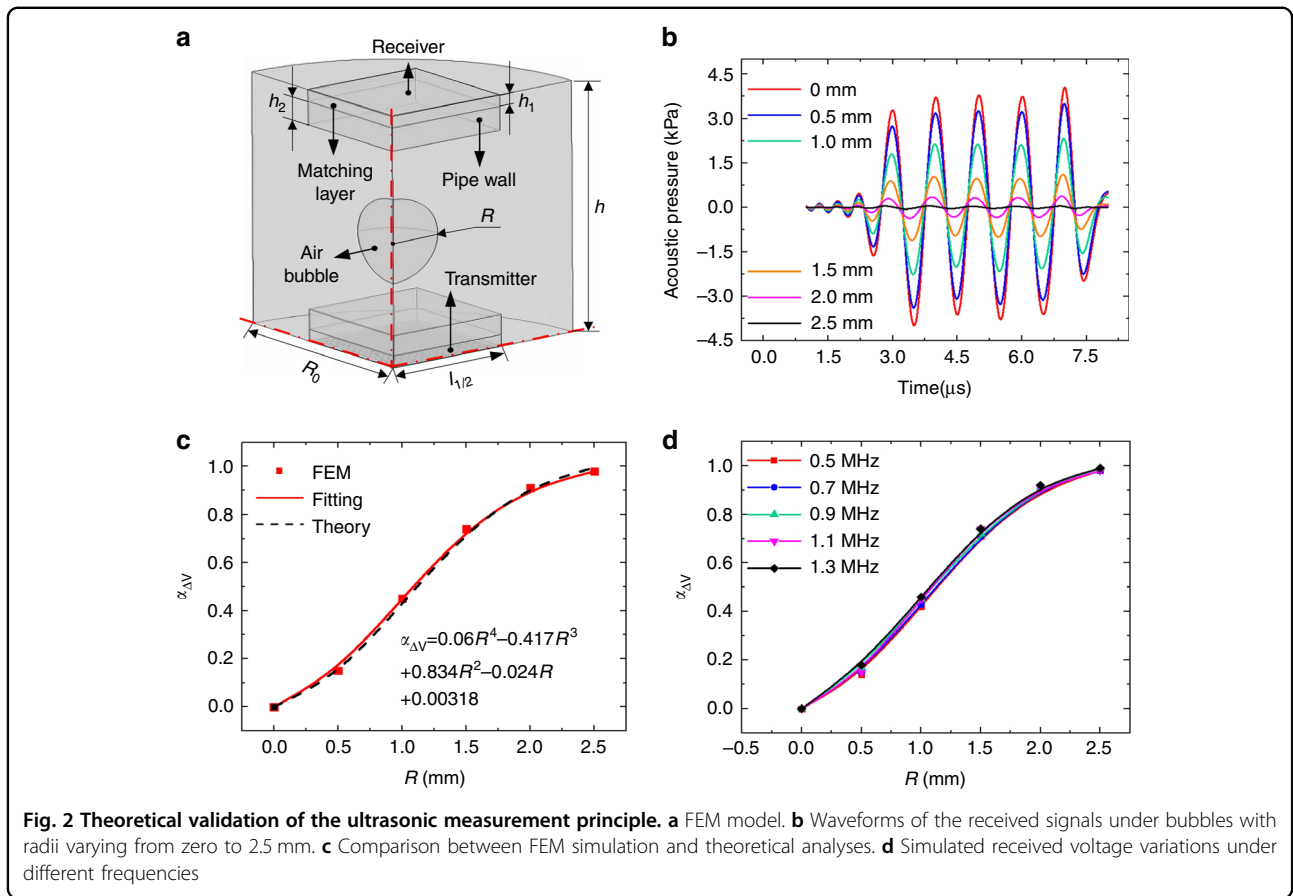 a
Receiver
h2
h1
Matching
layer
Pipe wall
h
R
Air
bubble
Transmitter
R0
l1/2
b
4.5
3.0
1.5
0.0
−1.5
−3.0
−4.5
Acoustic pressure (kPa)
0 mm
0.5 mm
1.0 mm
1.5 mm
2.0 mm
2.5 mm
0.0 1.5 3.0 4.5 6.0 7.5
Time(μs)
c
1.0
0.8
0.6
0.4
0.2
0.0
αΔV
FEM
Fitting
Theory
αΔV=0.06R⁴−0.417R³
+0.834R²−0.024R
+0.00318
0.0 0.5 1.0 1.5 2.0 2.5
R (mm)
d
1.0
0.8
0.6
0.4
0.2
0.0
αΔV
0.5 MHz
0.7 MHz
0.9 MHz
1.1 MHz
1.3 MHz
−0.5 0.0 0.5 1.0 1.5 2.0 2.5
R (mm)
Fig. 2 Theoretical validation of the ultrasonic measurement principle. a FEM model. b Waveforms of the received signals under bubbles with
radii varying from zero to 2.5 mm. c Comparison between FEM simulation and theoretical analyses. d Simulated received voltage variations under
different frequencies